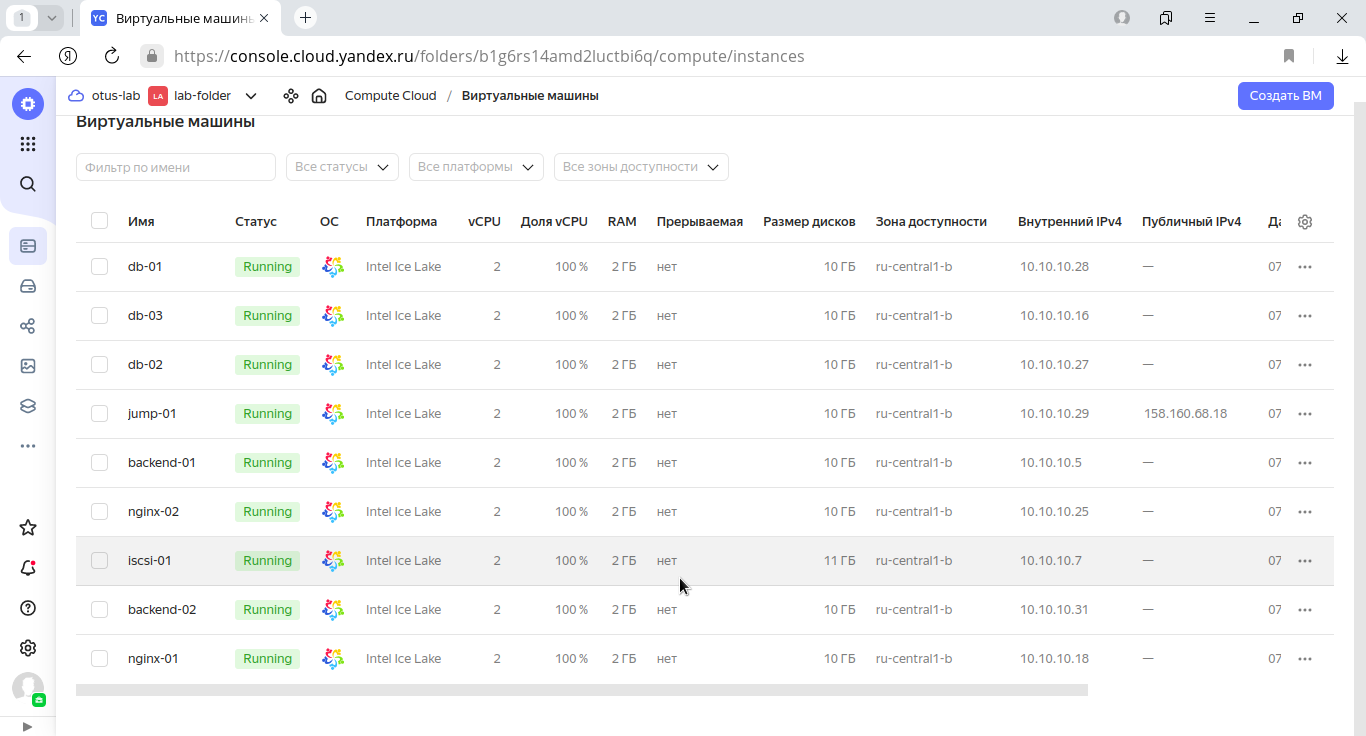 1
YC Виртуальные машины
https://console.cloud.yandex.ru/folders/b1g6rs14amd2luctbi6q/compute/instances
otus-lab LA lab-folder Compute Cloud / Виртуальные машины Создать ВМ
Виртуальные машины
Фильтр по имени Все статусы Все платформы Все зоны доступности
Имя Статус ОС Платформа vCPU Доля vCPU RAM Прерываемая Размер дисков Зона доступности Внутренний IPv4 Публичный IPv4 Да
db-01 Running Intel Ice Lake 2 100 % 2 ГБ нет 10 ГБ ru-central1-b 10.10.10.28 — 07
db-03 Running Intel Ice Lake 2 100 % 2 ГБ нет 10 ГБ ru-central1-b 10.10.10.16 — 07
db-02 Running Intel Ice Lake 2 100 % 2 ГБ нет 10 ГБ ru-central1-b 10.10.10.27 — 07
jump-01 Running Intel Ice Lake 2 100 % 2 ГБ нет 10 ГБ ru-central1-b 10.10.10.29 158.160.68.18 07
backend-01 Running Intel Ice Lake 2 100 % 2 ГБ нет 10 ГБ ru-central1-b 10.10.10.5 — 07
nginx-02 Running Intel Ice Lake 2 100 % 2 ГБ нет 10 ГБ ru-central1-b 10.10.10.25 — 07
iscsi-01 Running Intel Ice Lake 2 100 % 2 ГБ нет 11 ГБ ru-central1-b 10.10.10.7 — 07
backend-02 Running Intel Ice Lake 2 100 % 2 ГБ нет 10 ГБ ru-central1-b 10.10.10.31 — 07
nginx-01 Running Intel Ice Lake 2 100 % 2 ГБ нет 10 ГБ ru-central1-b 10.10.10.18 — 07